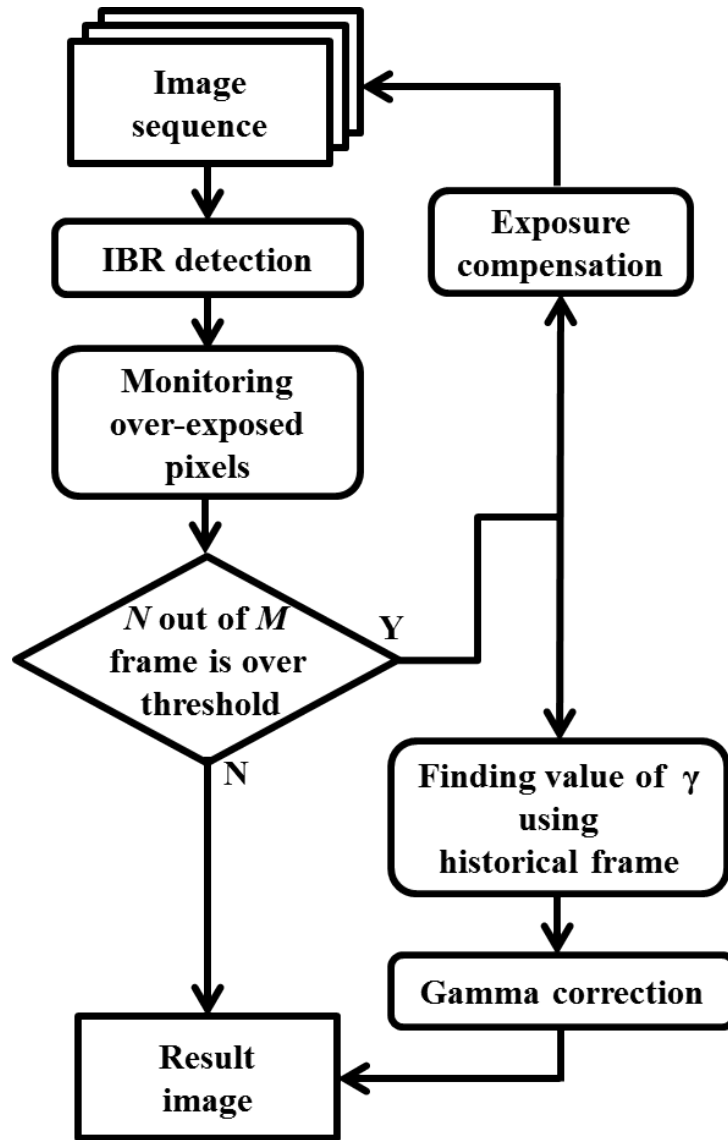 Image
sequence
IBR detection
Monitoring
over-exposed
pixels
N out of M
frame is over
threshold
Y
N
Exposure
compensation
Finding value of γ
using
historical frame
Gamma correction
Result
image